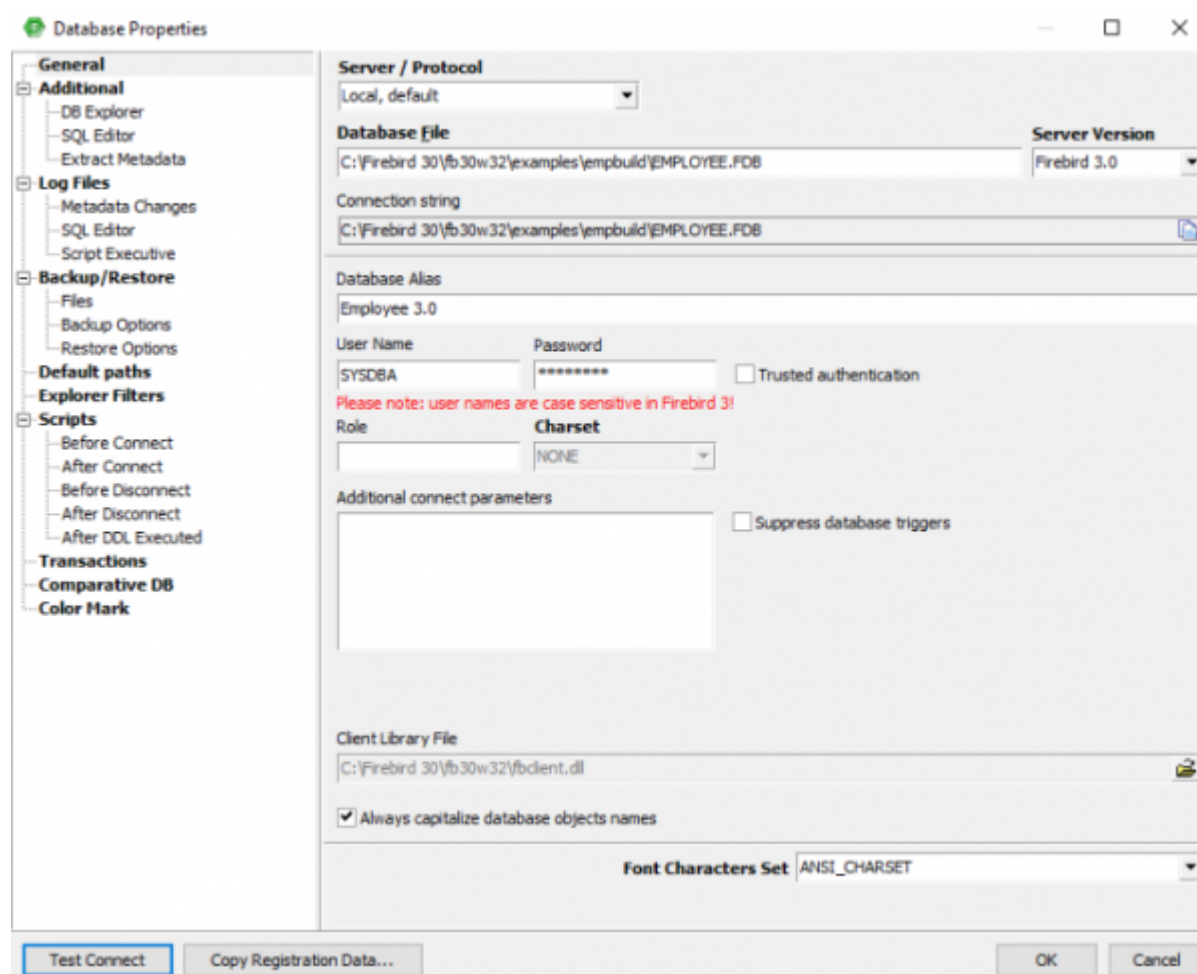 Database Properties
General
Additional
DB Explorer
SQL Editor
Extract Metadata
Log Files
Metadata Changes
SQL Editor
Script Executive
Backup/Restore
Files
Backup Options
Restore Options
Default paths
Explorer Filters
Scripts
Before Connect
After Connect
Before Disconnect
After Disconnect
After DDL Executed
Transactions
Comparative DB
Color Mark
Server / Protocol
Local, default
Database File Server Version
C:\Firebird 30\fb30w32\examples\empbuild\EMPLOYEE.FDB Firebird 3.0
Connection string
C:\Firebird 30\fb30w32\examples\empbuild\EMPLOYEE.FDB
Database Alias
Employee 3.0
User Name Password
SYSDBA ******** Trusted authentication
Please note: user names are case sensitive in Firebird 3!
Role Charset
NONE
Additional connect parameters
Suppress database triggers
Client Library File
C:\Firebird 30\fb30w32\fbclient.dll
Always capitalize database objects names
Font Characters Set ANSI_CHARSET
Test Connect Copy Registration Data... OK Cancel